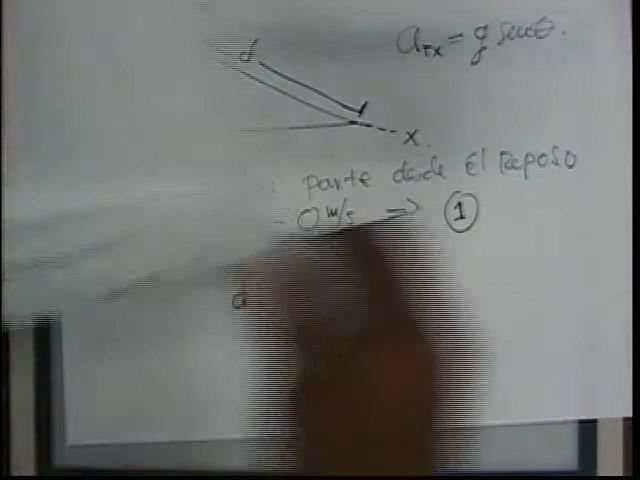 a_Tx = g senθ.
d
x.
parte desde El Reposo
- 0 m/s => ①
d